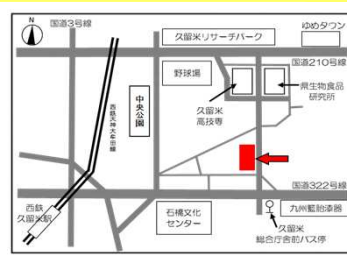 N
国道3号線
久留米リサーチパーク
ゆめタウン
国道210号線
野球場
県生物食品
研究所
久留米
高技専
中央公園
西鉄天神大牟田線
国道322号線
西鉄
久留米駅
石橋文化
センター
九州藍胎漆器
久留米
総合庁舎前バス停